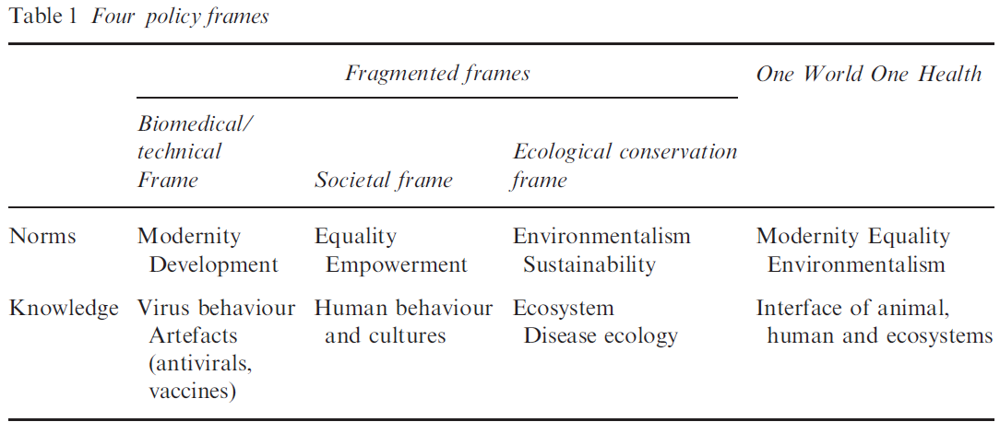 Table 1 Four policy frames
Fragmented frames One World One Health
Biomedical/
technical Ecological conservation
Frame Societal frame frame
Norms Modernity Equality Environmentalism Modernity Equality
Development Empowerment Sustainability Environmentalism
Knowledge Virus behaviour Human behaviour Ecosystem Interface of animal,
Artefacts and cultures Disease ecology human and ecosystems
(antivirals,
vaccines)